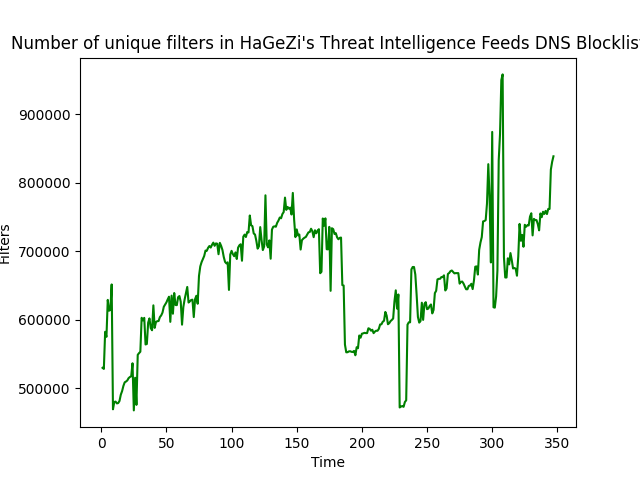 Number of unique filters in HaGeZi's Threat Intelligence Feeds DNS Blocklist
900000
800000
700000
600000
500000
Filters
0 50 100 150 200 250 300 350
Time